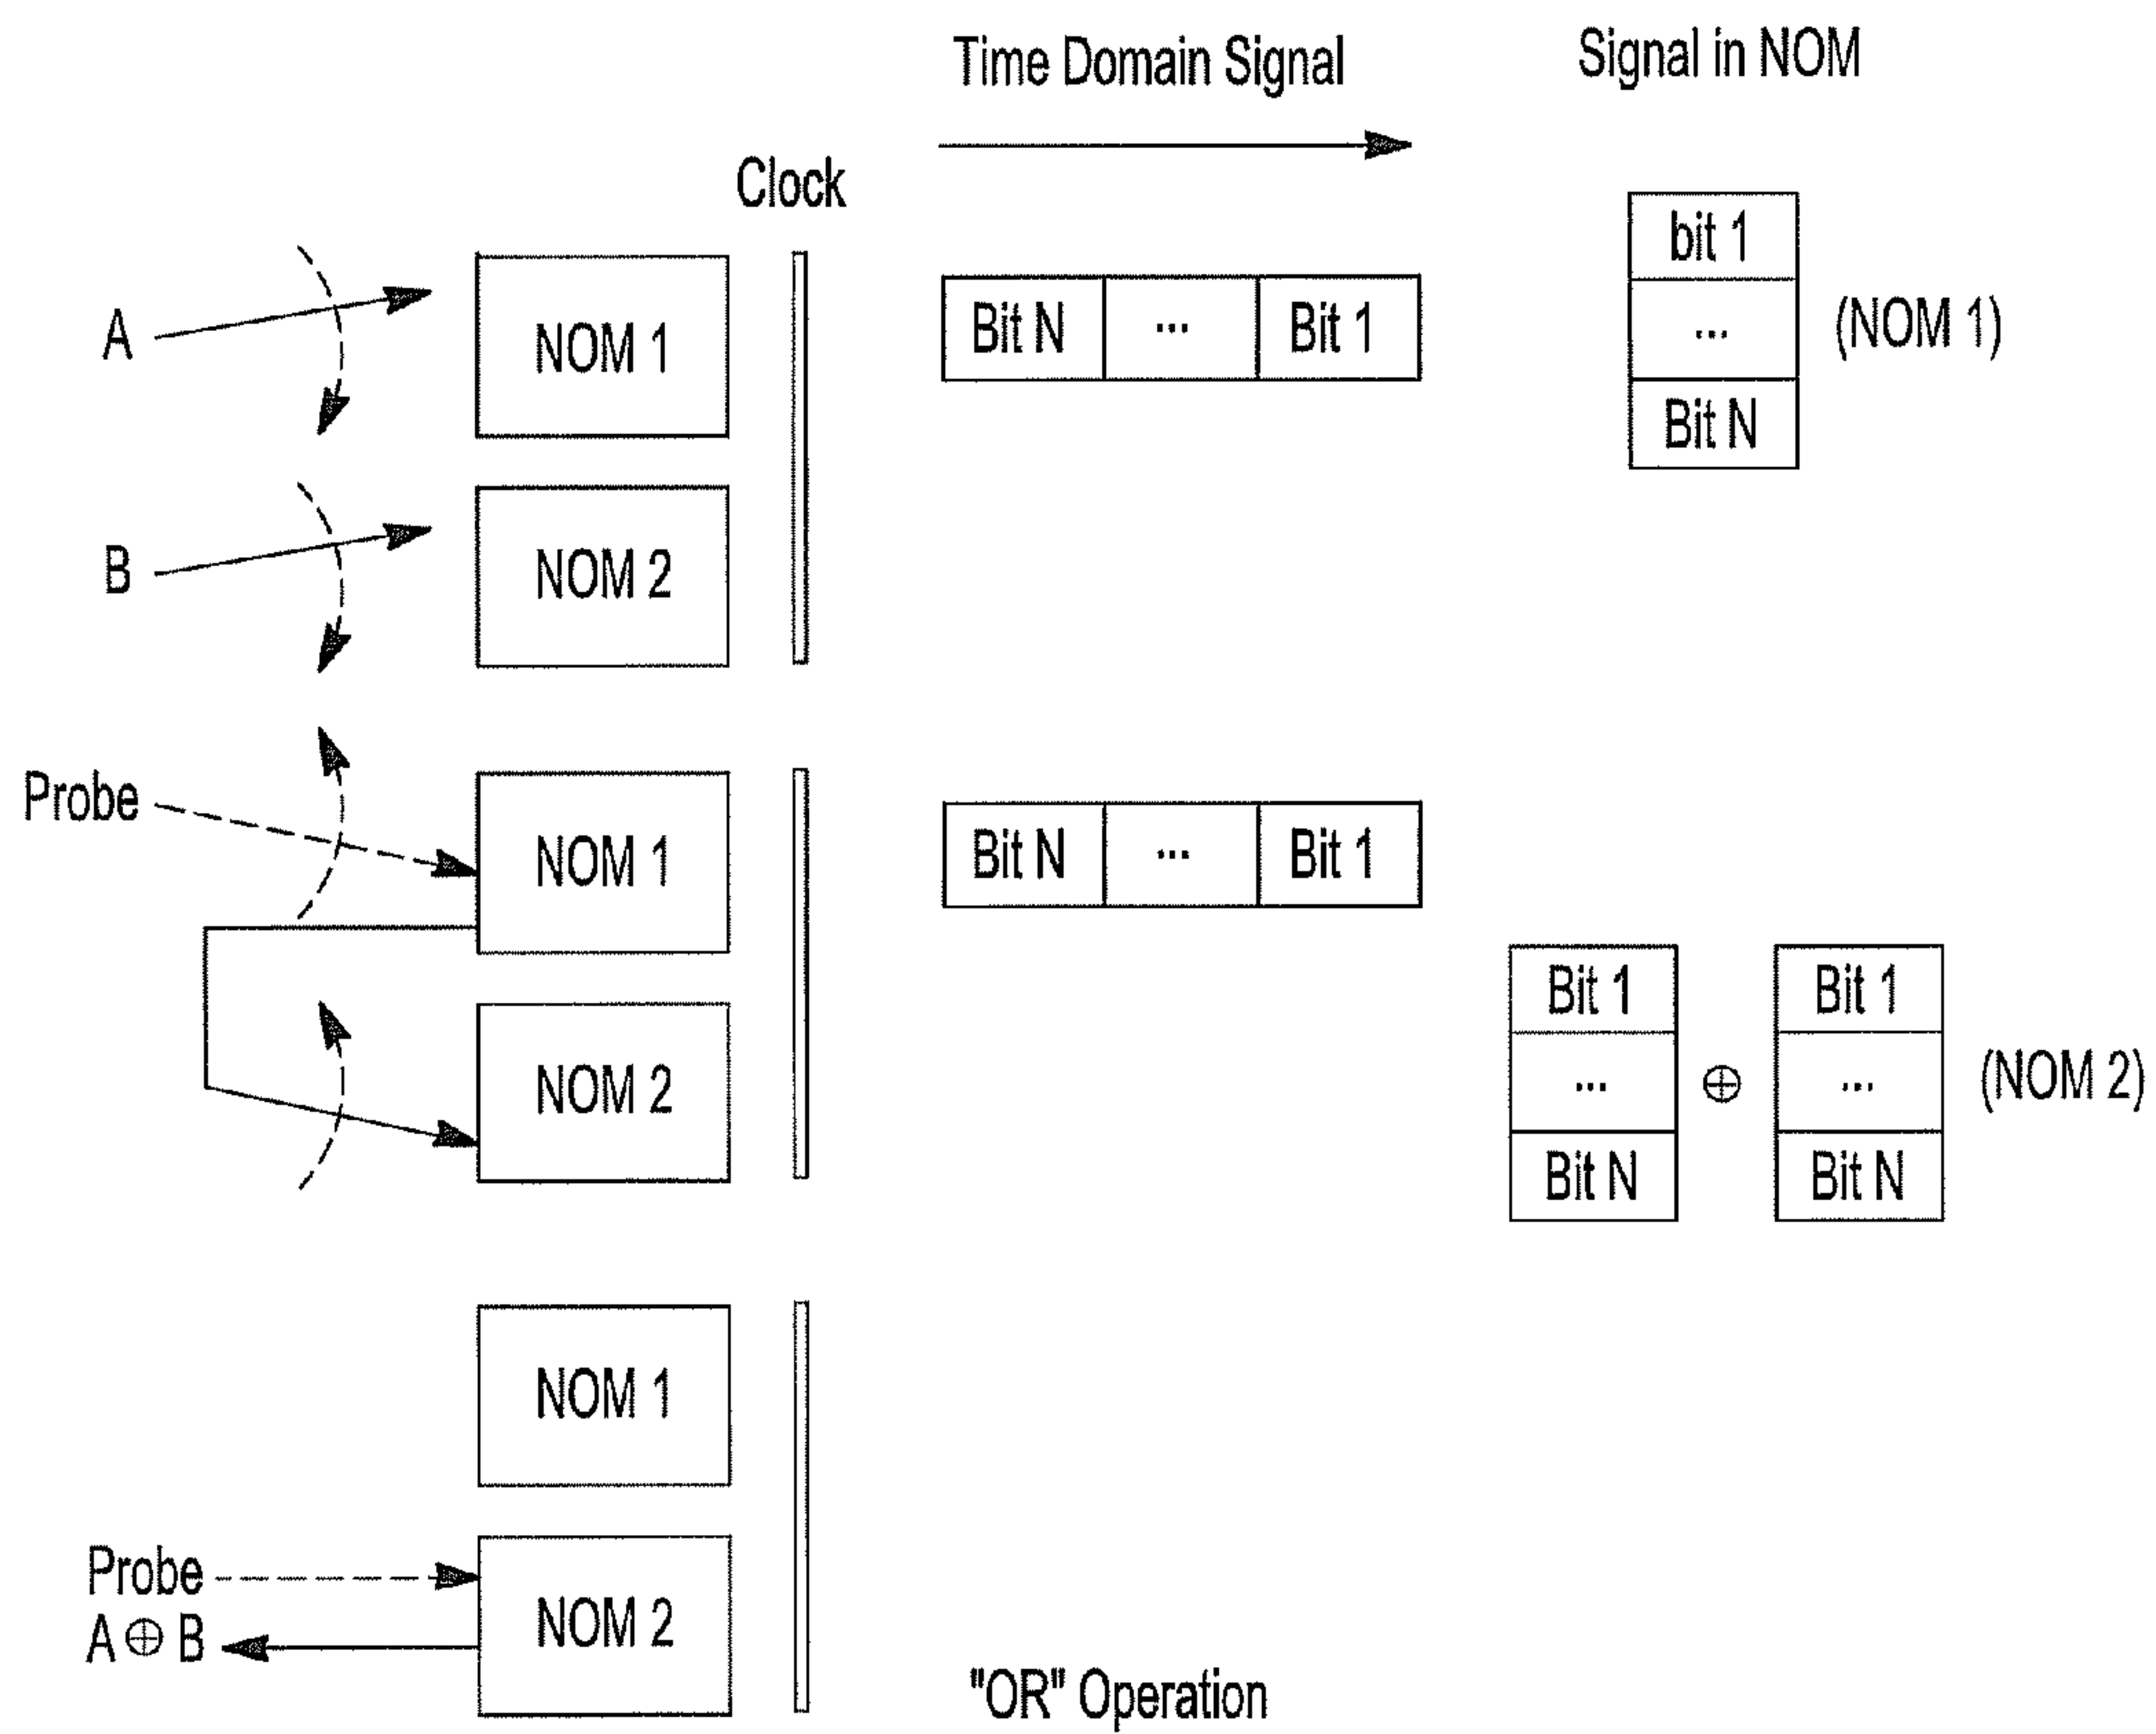 Time Domain Signal
Signal in NOM
Clock
A
NOM 1
Bit N ... Bit 1
bit 1
...
Bit N
(NOM 1)
B
NOM 2
Probe
NOM 1
Bit N ... Bit 1
NOM 2
Bit 1
...
Bit N
⊕
Bit 1
...
Bit N
(NOM 2)
NOM 1
Probe
A ⊕ B
NOM 2
"OR" Operation